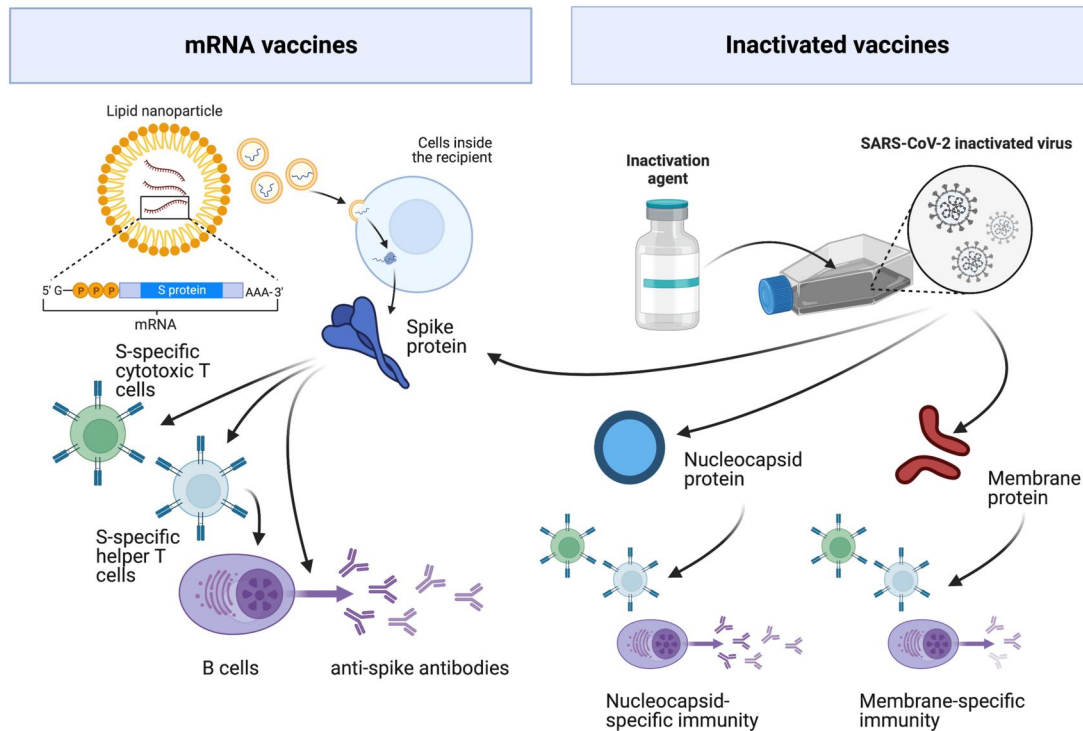 mRNA vaccines
Inactivated vaccines
Lipid nanoparticle
Cells inside
the recipient
5' G
P P P
S protein
AAA-3'
mRNA
Spike
protein
S-specific
cytotoxic T
cells
S-specific
helper T
cells
B cells
anti-spike antibodies
Inactivation
agent
SARS-CoV-2 inactivated virus
Nucleocapsid
protein
Membrane
protein
Nucleocapsid-
specific immunity
Membrane-specific
immunity